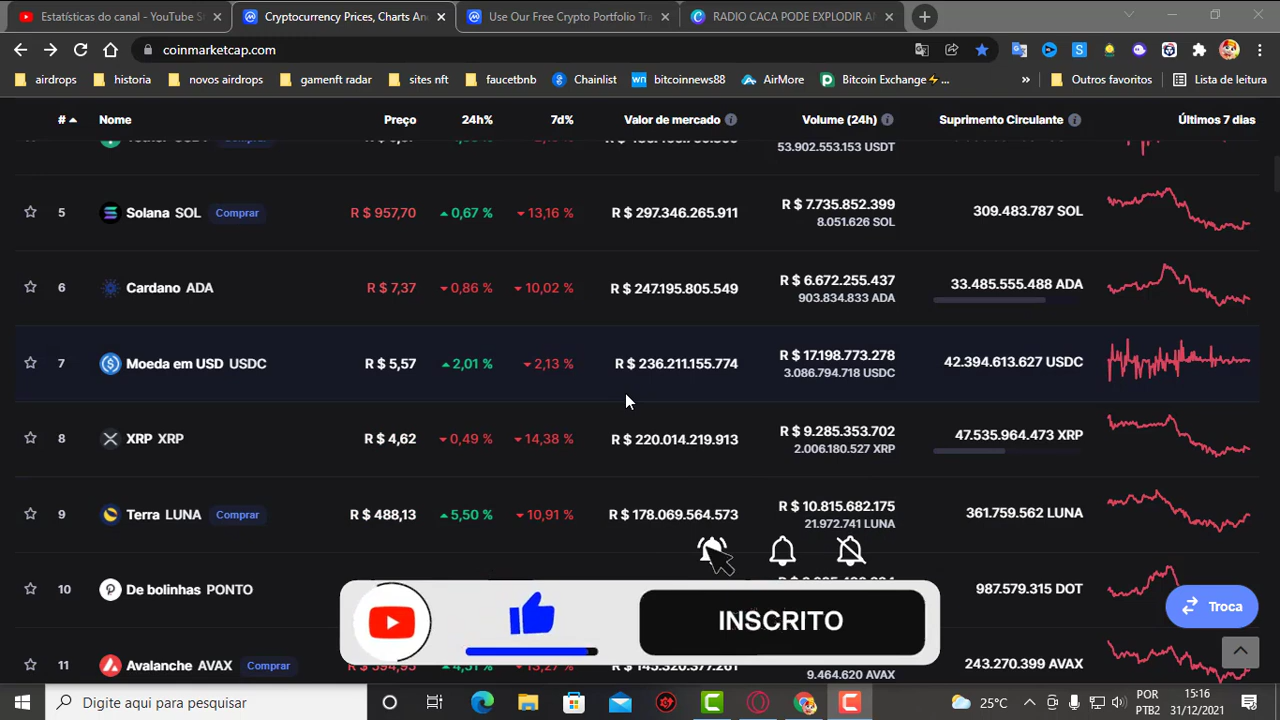 Estatísticas do canal - YouTube S
Cryptocurrency Prices, Charts An
Use Our Free Crypto Portfolio Tra
RADIO CACA PODE EXPLODIR A
coinmarketcap.com
airdrops
historia
novos airdrops
gamenft radar
sites nft
faucetbnb
Chainlist
wn bitcoinnews88
AirMore
Bitcoin Exchange⚡...
»
Outros favoritos
Lista de leitura
# Nome Preço 24h% 7d% Valor de mercado Volume (24h) Suprimento Circulante Últimos 7 dias
53.902.553.153 USDT
5 Solana SOL Comprar R$ 957,70 0,67 % 13,16 % R$ 297.346.265.911 R$ 7.735.852.399 309.483.787 SOL
8.051.626 SOL
6 Cardano ADA R$ 7,37 0,86 % 10,02 % R$ 247.195.805.549 R$ 6.672.255.437 33.485.555.488 ADA
903.834.833 ADA
7 Moeda em USD USDC R$ 5,57 2,01 % 2,13 % R$ 236.211.155.774 R$ 17.198.773.278 42.394.613.627 USDC
3.086.794.718 USDC
8 XRP XRP R$ 4,62 0,49 % 14,38 % R$ 220.014.219.913 R$ 9.285.353.702 47.535.964.473 XRP
2.006.180.527 XRP
9 Terra LUNA Comprar R$ 488,13 5,50 % 10,91 % R$ 178.069.564.573 R$ 10.815.682.175 361.759.562 LUNA
21.972.741 LUNA
10 De bolinhas PONTO 987.579.315 DOT
Troca
INSCRITO
11 Avalanche AVAX Comprar 243.270.399 AVAX
9.464.620 AVAX
Digite aqui para pesquisar
25°C
POR
PTB2
15:16
31/12/2021